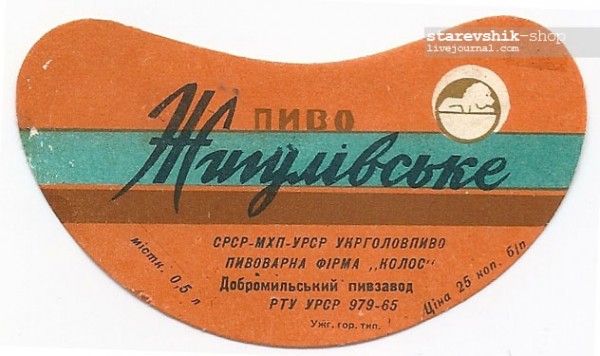 starevshik-shop
livejournal.com
ПИВО
Жигулівське
СРСР-МХП-УРСР УКРГОЛОВПИВО
ПИВОВАРНА ФІРМА „КОЛОС"
Добромильський пивзавод
РТУ УРСР 979-65
містк. 0,5 л
Ціна 25 коп. б/п
Ужг. гор. тип.